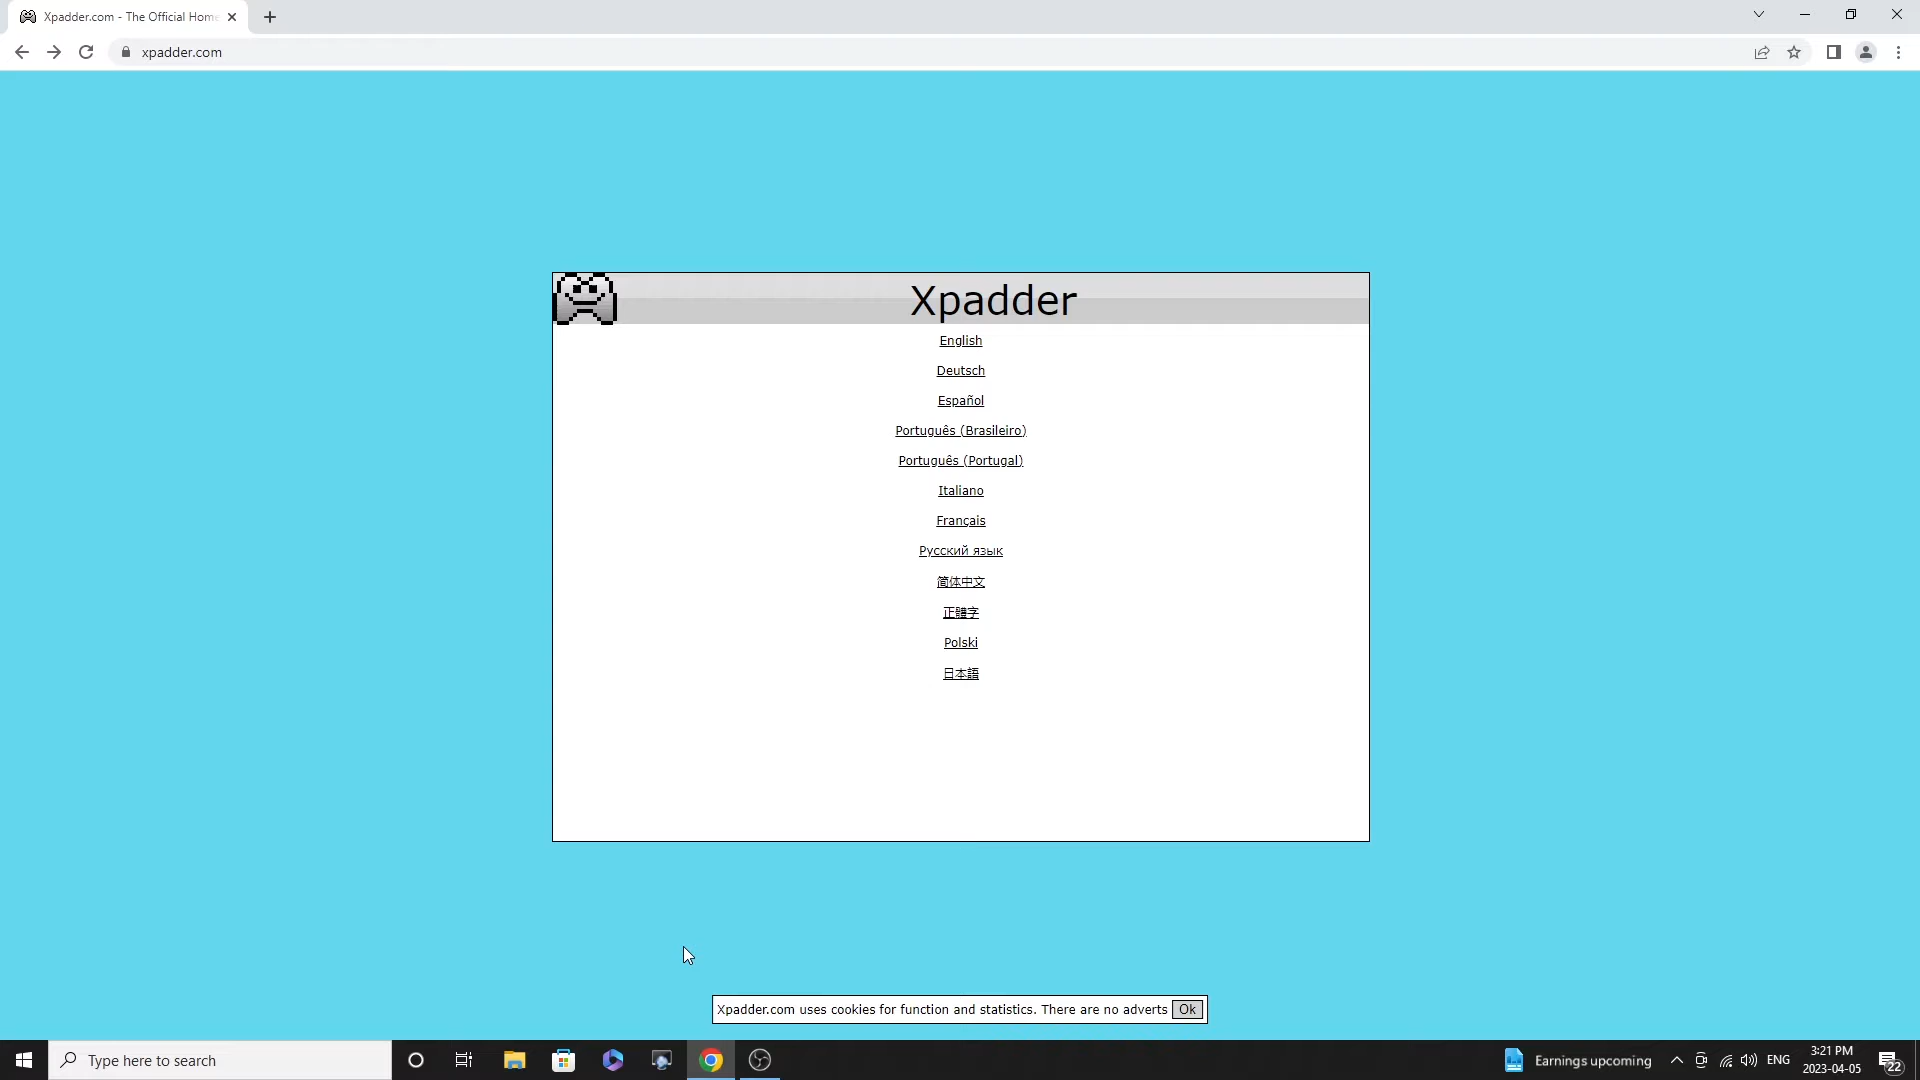 Xpadder.com - The Official Home
xpadder.com
Xpadder
English
Deutsch
Español
Português (Brasileiro)
Português (Portugal)
Italiano
Français
Русский язык
简体中文
正體字
Polski
日本語
Xpadder.com uses cookies for function and statistics. There are no adverts Ok
Type here to search
Earnings upcoming
ENG
3:21 PM
2023-04-05
22